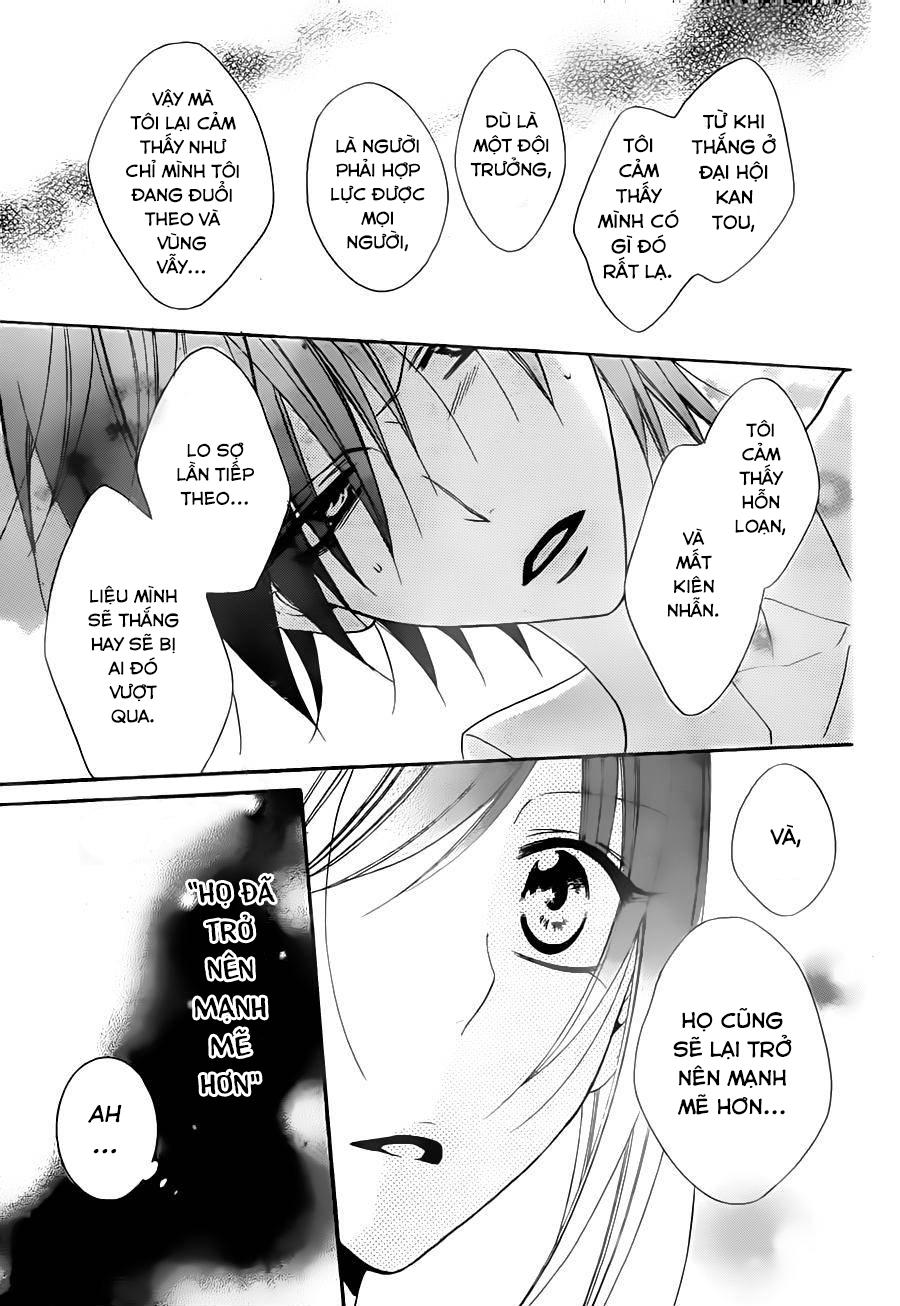 TỪ KHI
THẮNG Ở
ĐẠI HỘI
KAN
TOU,
TÔI
CẢM
THẤY
MÌNH CÓ
GÌ ĐÓ
RẤT LẠ.
DÙ LÀ
MỘT ĐỘI
TRƯỞNG,
LÀ NGƯỜI
PHẢI HỢP
LỰC ĐƯỢC
MỌI
NGƯỜI,
VẬY MÀ
TÔI LẠI CẢM
THẤY NHƯ
CHỈ MÌNH TÔI
ĐANG ĐUỔI
THEO VÀ
VÙNG
VẪY...
TÔI
CẢM
THẤY
HỖN
LOẠN,
VÀ
MẤT
KIÊN
NHẪN.
LO SỢ
LẦN TIẾP
THEO...
LIỆU MÌNH
SẼ THẮNG
HAY SẼ BỊ
AI ĐÓ
VƯỢT
QUA.
VÀ,
HỌ CŨNG
SẼ LẠI TRỞ
NÊN MẠNH
MẼ HƠN...
"HỌ ĐÃ
TRỞ
NÊN
MẠNH
MẼ
HƠN"
AH
...